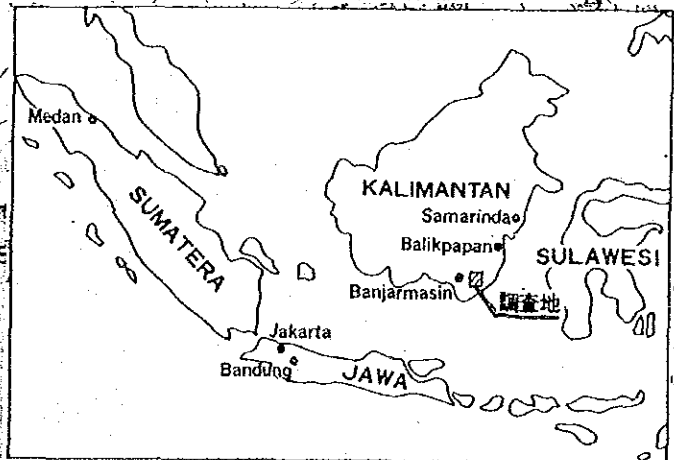 Medan
SUMATERA
KALIMANTAN
Samarinda
Balikpapan
SULAWESI
Banjarmasin
調査地
Jakarta
Bandung
JAWA